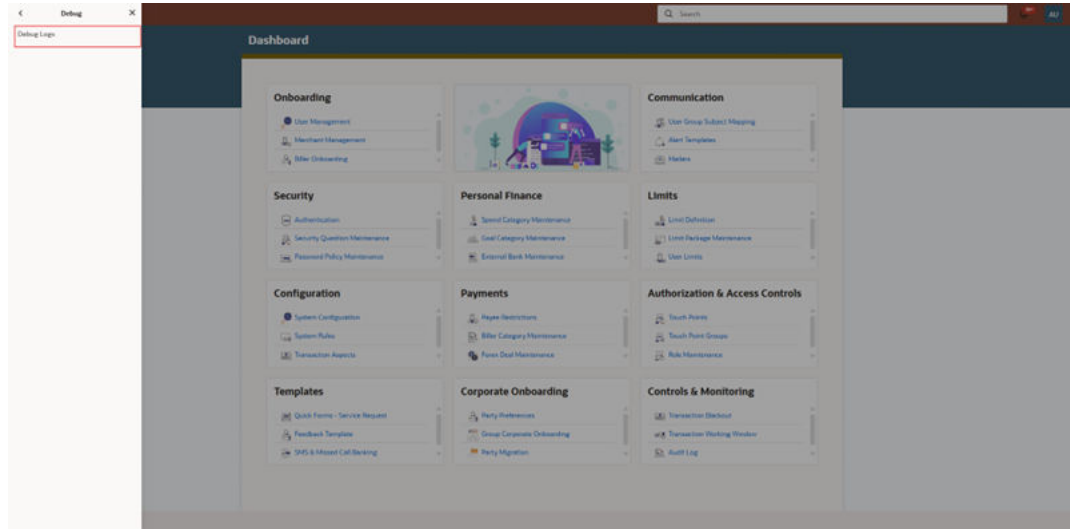 Debug
Debug Logs
Search
AU
Dashboard
Onboarding
User Management
Merchant Management
Biller Onboarding
Communication
User Group Subject Mapping
Alert Templates
Mailers
Security
Authentication
Security Question Maintenance
Password Policy Maintenance
Personal Finance
Spend Category Maintenance
Goal Category Maintenance
External Bank Maintenance
Limits
Limit Definition
Limit Package Maintenance
User Limits
Configuration
System Configuration
System Rules
Transaction Aspects
Payments
Payee Restrictions
Biller Category Maintenance
Forex Deal Maintenance
Authorization & Access Controls
Touch Points
Touch Point Groups
Role Maintenance
Templates
Quick Forms - Service Request
Feedback Template
SMS & Missed Call Banking
Corporate Onboarding
Party Preferences
Group Corporate Onboarding
Party Migration
Controls & Monitoring
Transaction Blackout
Transaction Working Window
Audit Log